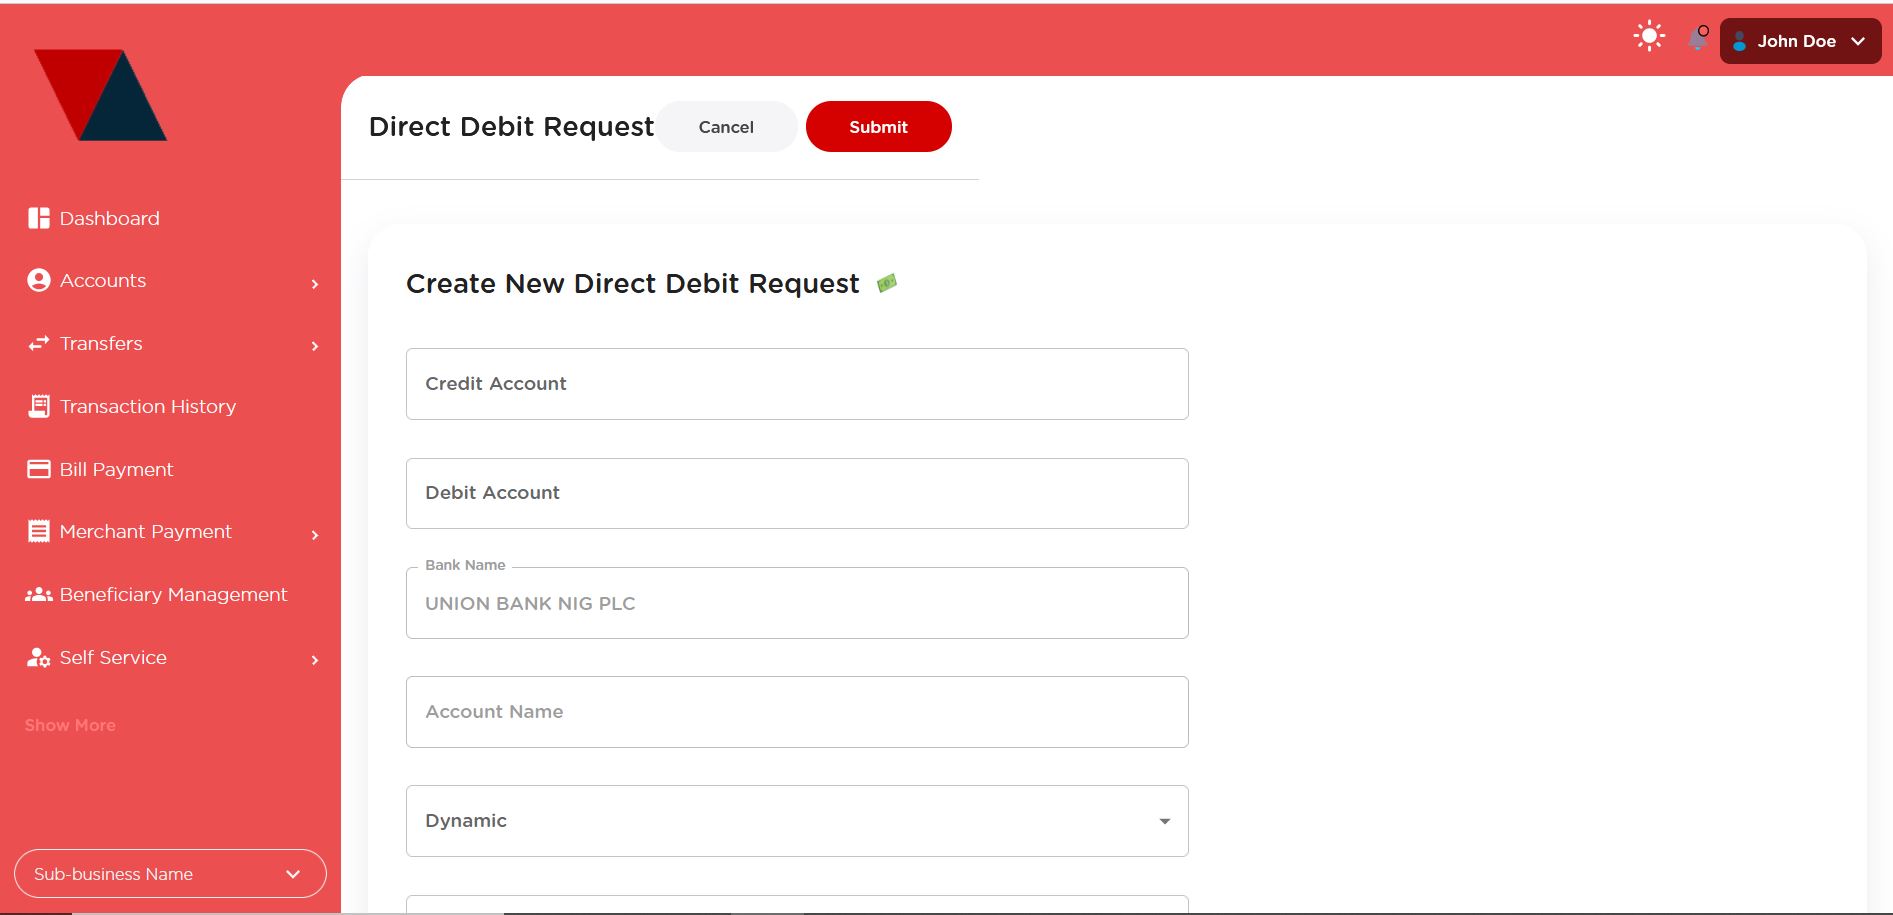 John Doe
Direct Debit Request
Cancel
Submit
Dashboard
Accounts
Transfers
Transaction History
Bill Payment
Merchant Payment
Beneficiary Management
Self Service
Show More
Sub-business Name
Create New Direct Debit Request
Credit Account
Debit Account
Bank Name
UNION BANK NIG PLC
Account Name
Dynamic